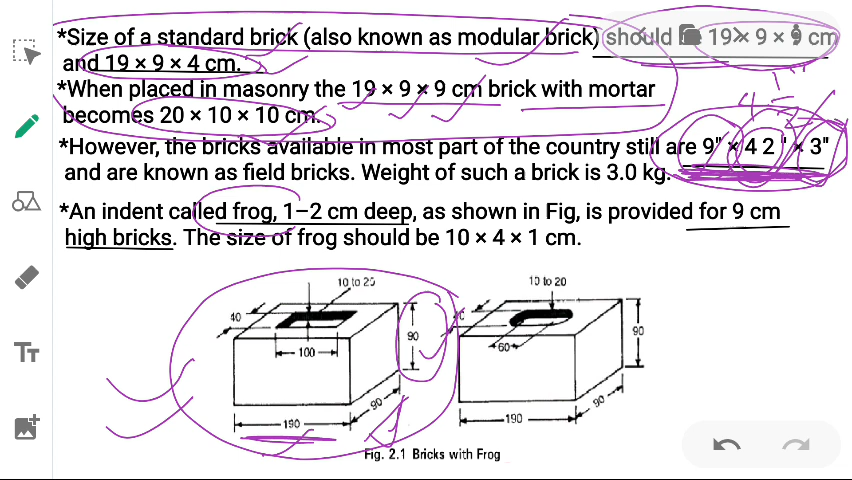 *Size of a standard brick (also known as modular brick) should 19 × 9 × 9 cm
and 19 × 9 × 4 cm.
*When placed in masonry the 19 × 9 × 9 cm brick with mortar
becomes 20 × 10 × 10 cm.
*However, the bricks available in most part of the country still are 9" × 4 2 " × 3"
and are known as field bricks. Weight of such a brick is 3.0 kg.
*An indent called frog, 1–2 cm deep, as shown in Fig, is provided for 9 cm
high bricks. The size of frog should be 10 × 4 × 1 cm.
10 to 20
10 to 20
40
90
90
100
60
90
90
190
190
Fig. 2.1 Bricks with Frog
TT